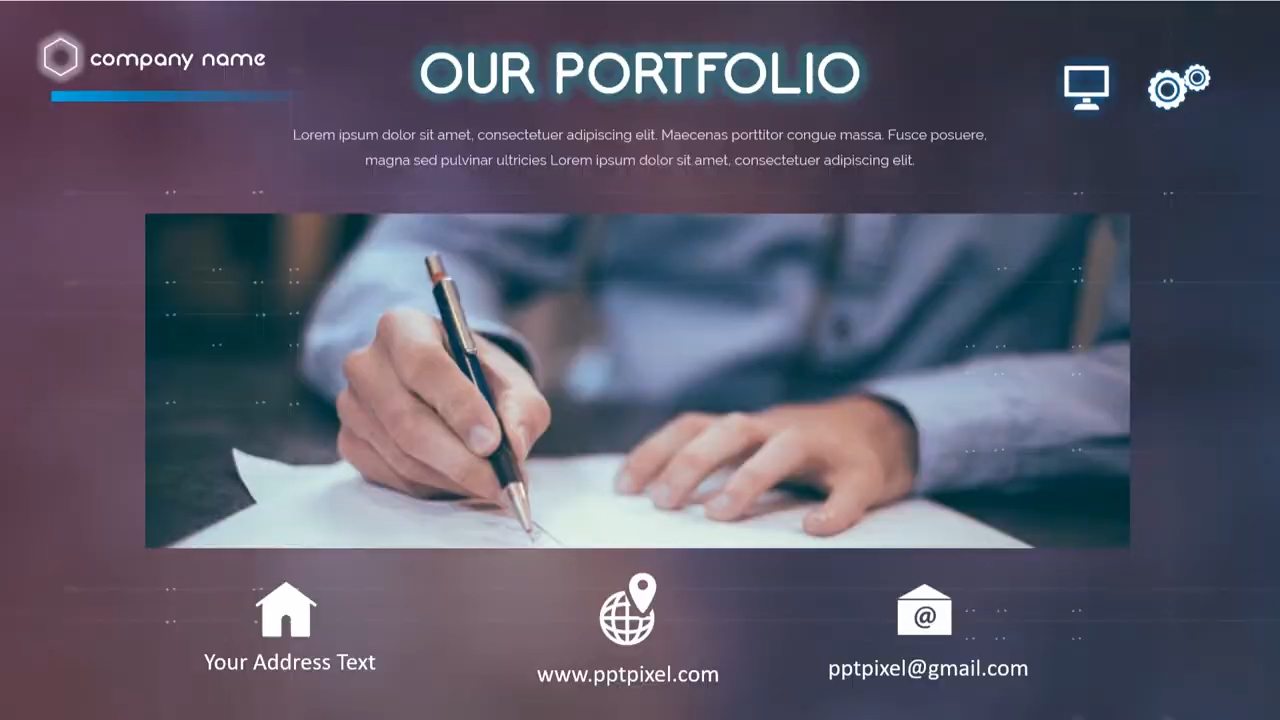 company name
OUR PORTFOLIO
Lorem ipsum dolor sit amet, consectetuer adipiscing elit. Maecenas porttitor congue massa. Fusce posuere,
magna sed pulvinar ultricies Lorem ipsum dolor sit amet, consectetuer adipiscing elit.
@
Your Address Text
www.pptpixel.com
pptpixel@gmail.com